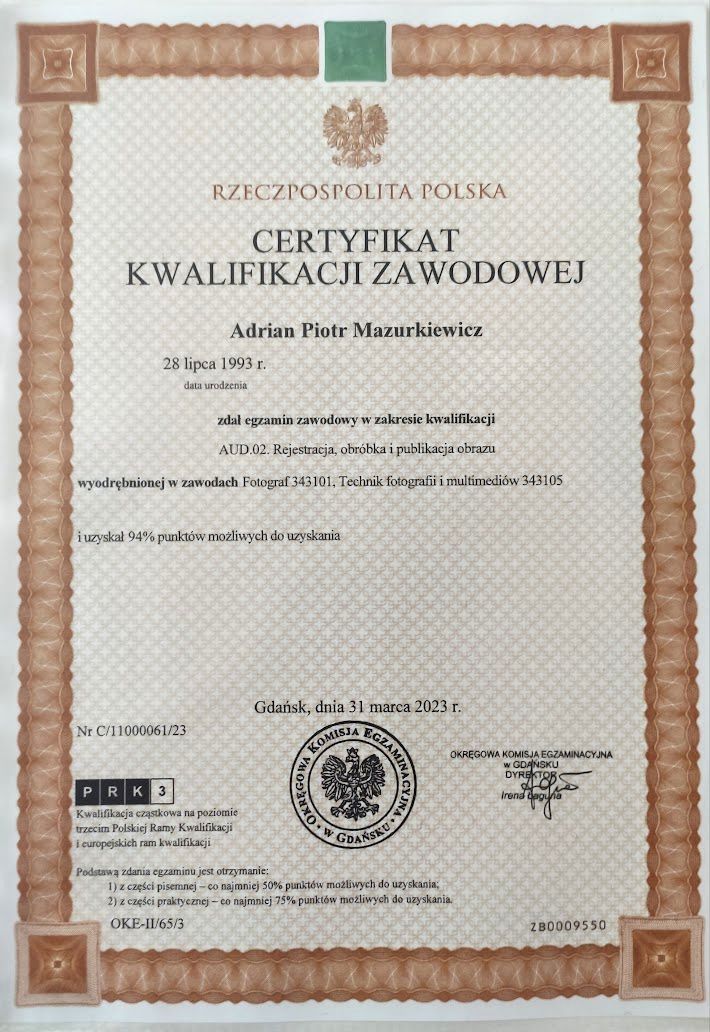 RZECZPOSPOLITA POLSKA
CERTYFIKAT
KWALIFIKACJI ZAWODOWEJ
Adrian Piotr Mazurkiewicz
28 lipca 1993 r.
data urodzenia
zdał egzamin zawodowy w zakresie kwalifikacji
AUD.02. Rejestracja, obróbka i publikacja obrazu
wyodrębnionej w zawodach Fotograf 343101, Technik fotografii i multimediów 343105
i uzyskał 94% punktów możliwych do uzyskania
Gdańsk, dnia 31 marca 2023 r.
Nr C/11000061/23
OKRĘGOWA KOMISJA EGZAMINACYJNA
W GDAŃSKU
OKRĘGOWA KOMISJA EGZAMINACYJNA
w GDAŃSKU
DYREKTOR
Irena Łaguna
PRK3
Kwalifikacja cząstkowa na poziomie
trzecim Polskiej Ramy Kwalifikacji
i europejskich ram kwalifikacji
Podstawą zdania egzaminu jest otrzymanie:
1) z części pisemnej – co najmniej 50% punktów możliwych do uzyskania;
2) z części praktycznej – co najmniej 75% punktów możliwych do uzyskania.
OKE-II/65/3
ZB0009550